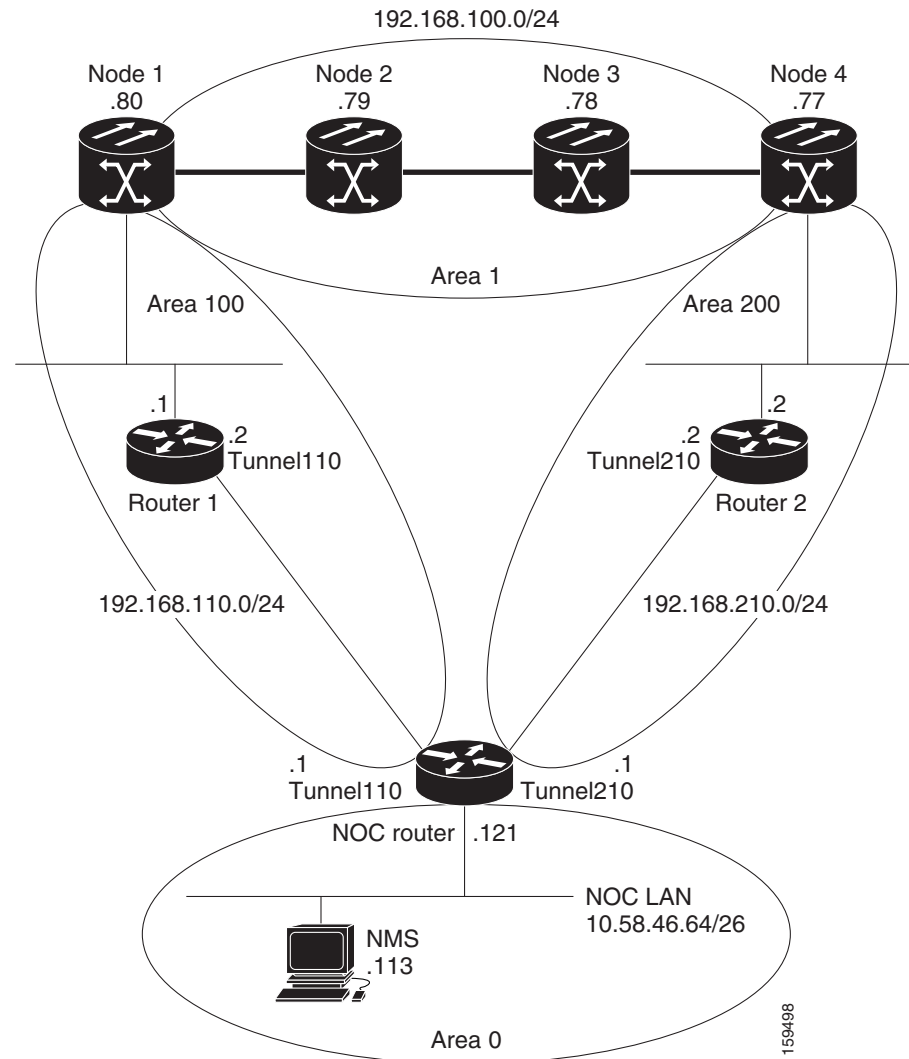 192.168.100.0/24
Node 1
.80
Node 2
.79
Node 3
.78
Node 4
.77
Area 1
Area 100
Area 200
.1
.2
Tunnel110
Router 1
.2
.2
Tunnel210
Router 2
192.168.110.0/24
192.168.210.0/24
.1
Tunnel110
.1
Tunnel210
NOC router
.121
NOC LAN
10.58.46.64/26
NMS
.113
Area 0
159498